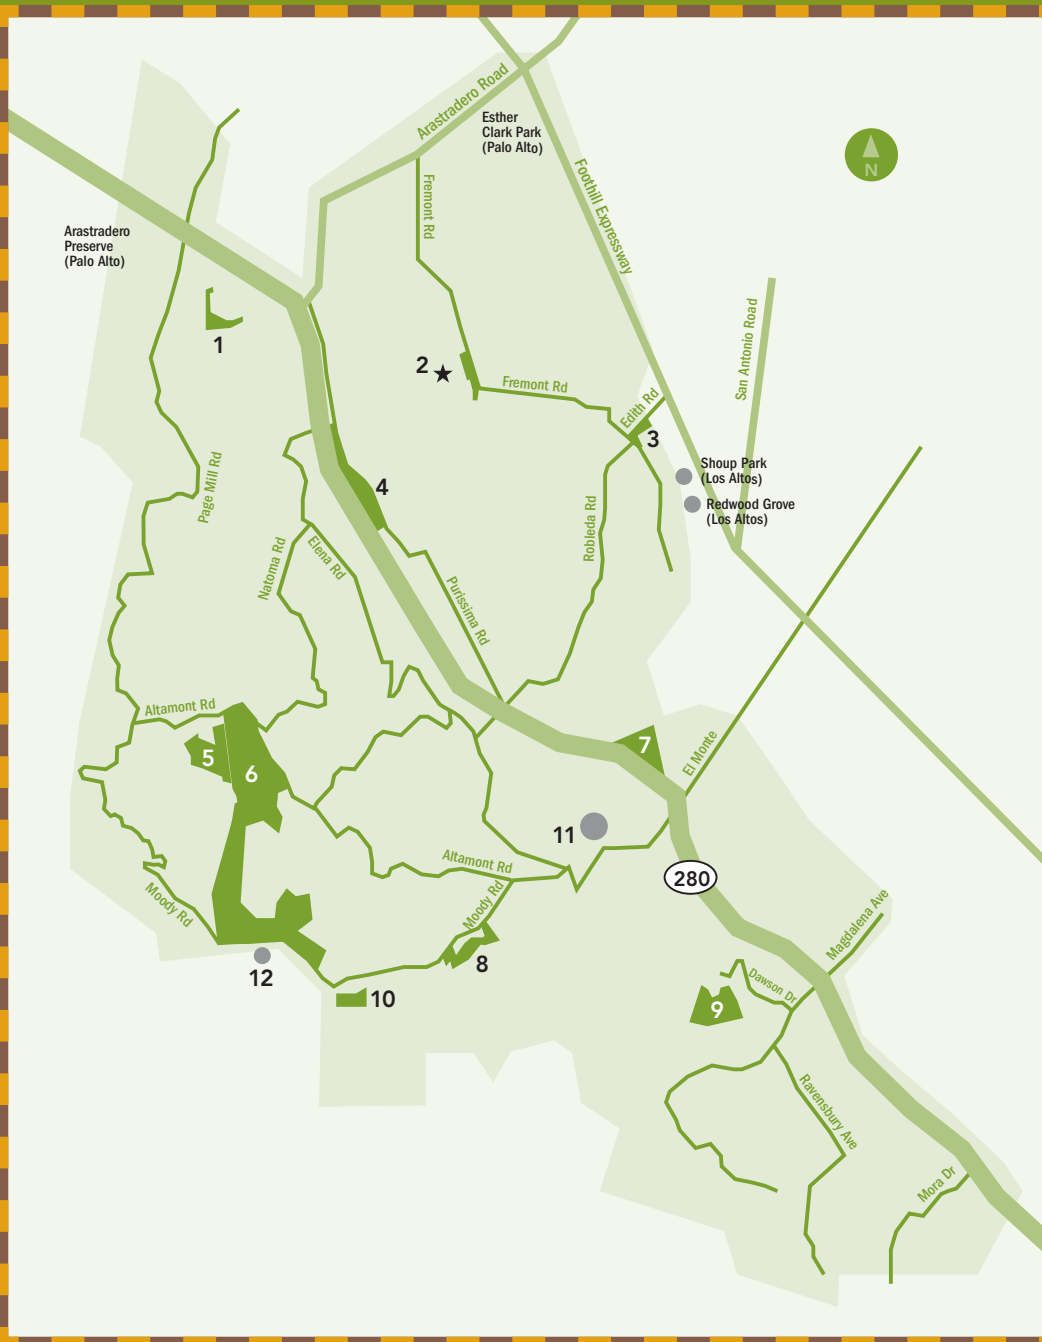 Arastradero Road
Esther
Clark Park
(Palo Alto)
N
Fremont Rd
Foothill Expressway
Arastradero
Preserve
(Palo Alto)
1
2
San Antonio Road
Fremont Rd
Edith Rd
3
Shoup Park
(Los Altos)
Redwood Grove
(Los Altos)
4
Page Mill Rd
Robleda Rd
Natoma Rd
Elena Rd
Purissima Rd
Altamont Rd
5
6
7
El Monte
11
Altamont Rd
280
Moody Rd
Moody Rd
8
12
10
Magdalena Ave
Dawson Dr
9
Ravensbury Ave
Mora Dr